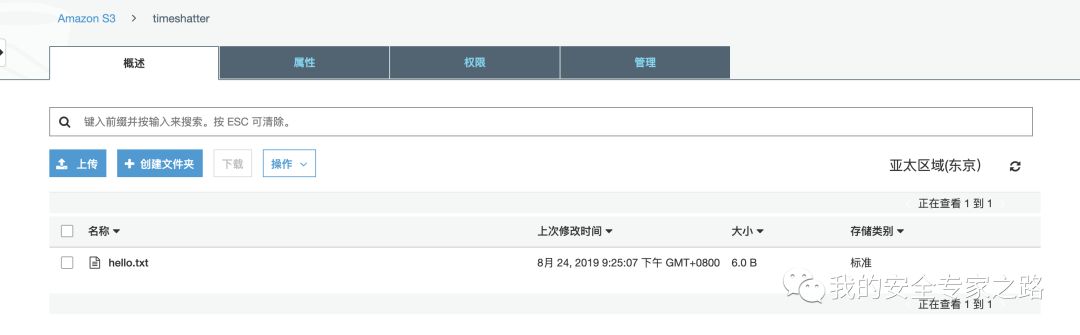 Amazon S3 > timeshatter
概述 属性 权限 管理
键入前缀并按输入来搜索。按 ESC 可清除。
上传 创建文件夹 下载 操作 亚太区域(东京)
正在查看 1 到 1
名称 上次修改时间 大小 存储类别
hello.txt 8月 24, 2019 9:25:07 下午 GMT+0800 6.0 B 标准
我的安全专家之路
正在查看 1 到 1